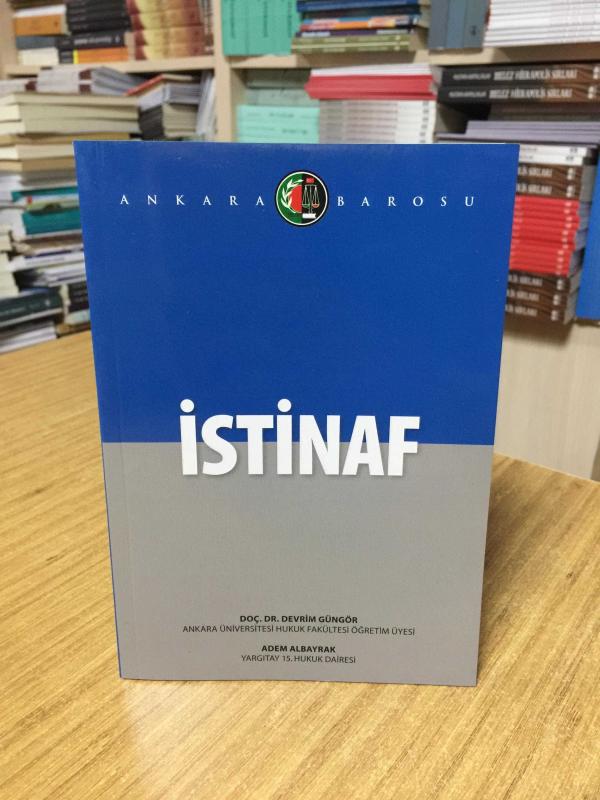 ANKARA BAROSU
İSTİNAF
DOÇ. DR. DEVRİM GÜNGÖR
ANKARA ÜNİVERSİTESİ HUKUK FAKÜLTESİ ÖĞRETİM ÜYESİ
ADEM ALBAYRAK
YARGITAY 15. HUKUK DAİRESİ